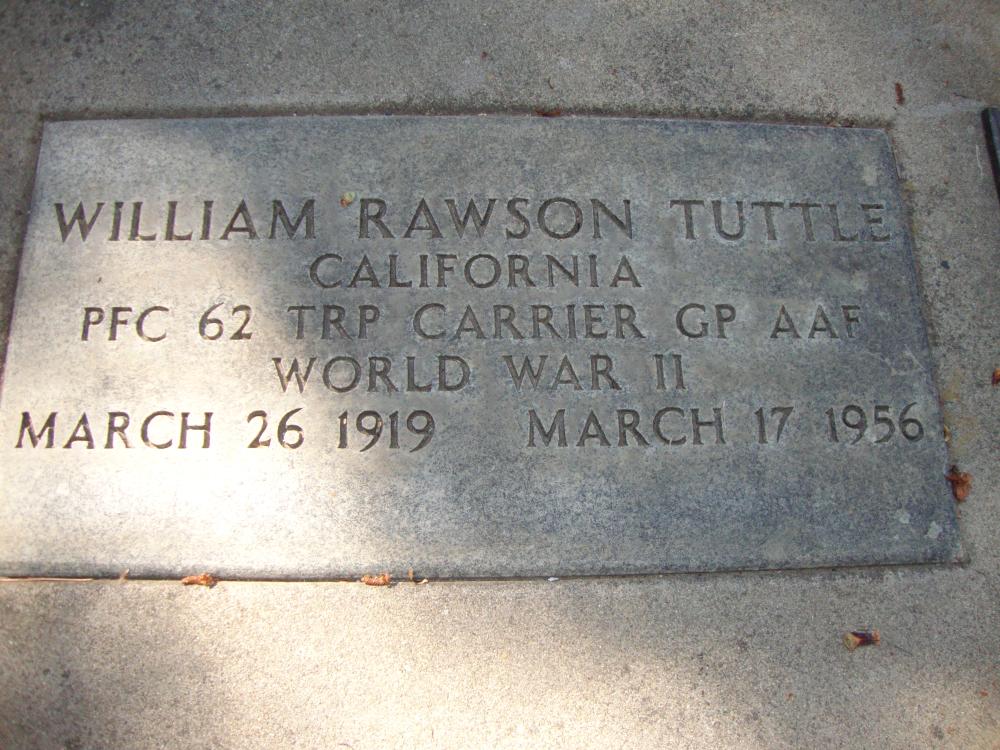 WILLIAM RAWSON TUTTLE
CALIFORNIA
PFC 62 TRP CARRIER GP AAF
WORLD WAR II
MARCH 26 1919 MARCH 17 1956